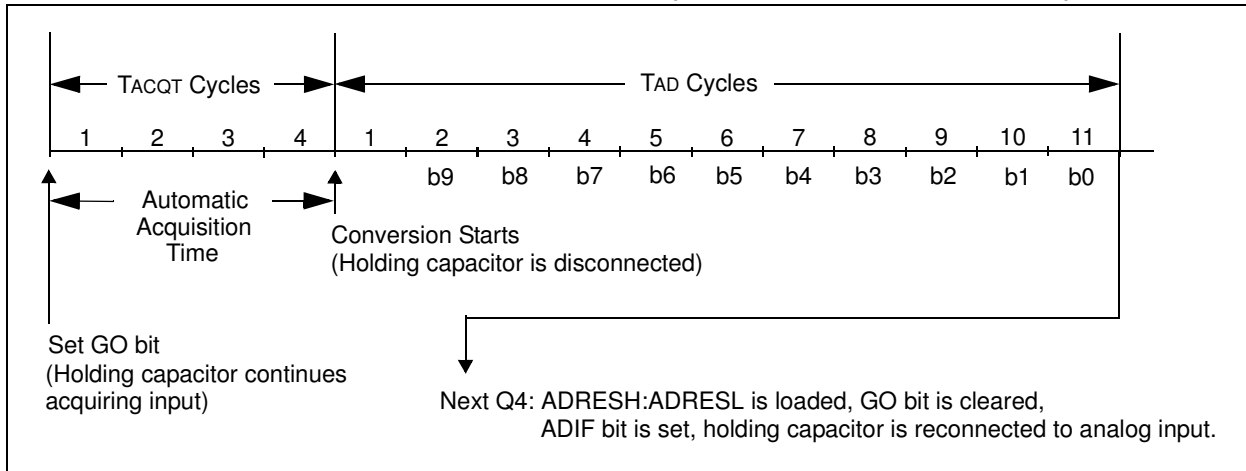 TACQT Cycles TAD Cycles
1 2 3 4 1 2 3 4 5 6 7 8 9 10 11
b9 b8 b7 b6 b5 b4 b3 b2 b1 b0
Automatic
Acquisition
Time
Conversion Starts
(Holding capacitor is disconnected)
Set GO bit
(Holding capacitor continues
acquiring input)
Next Q4: ADRESH:ADRESL is loaded, GO bit is cleared,
ADIF bit is set, holding capacitor is reconnected to analog input.